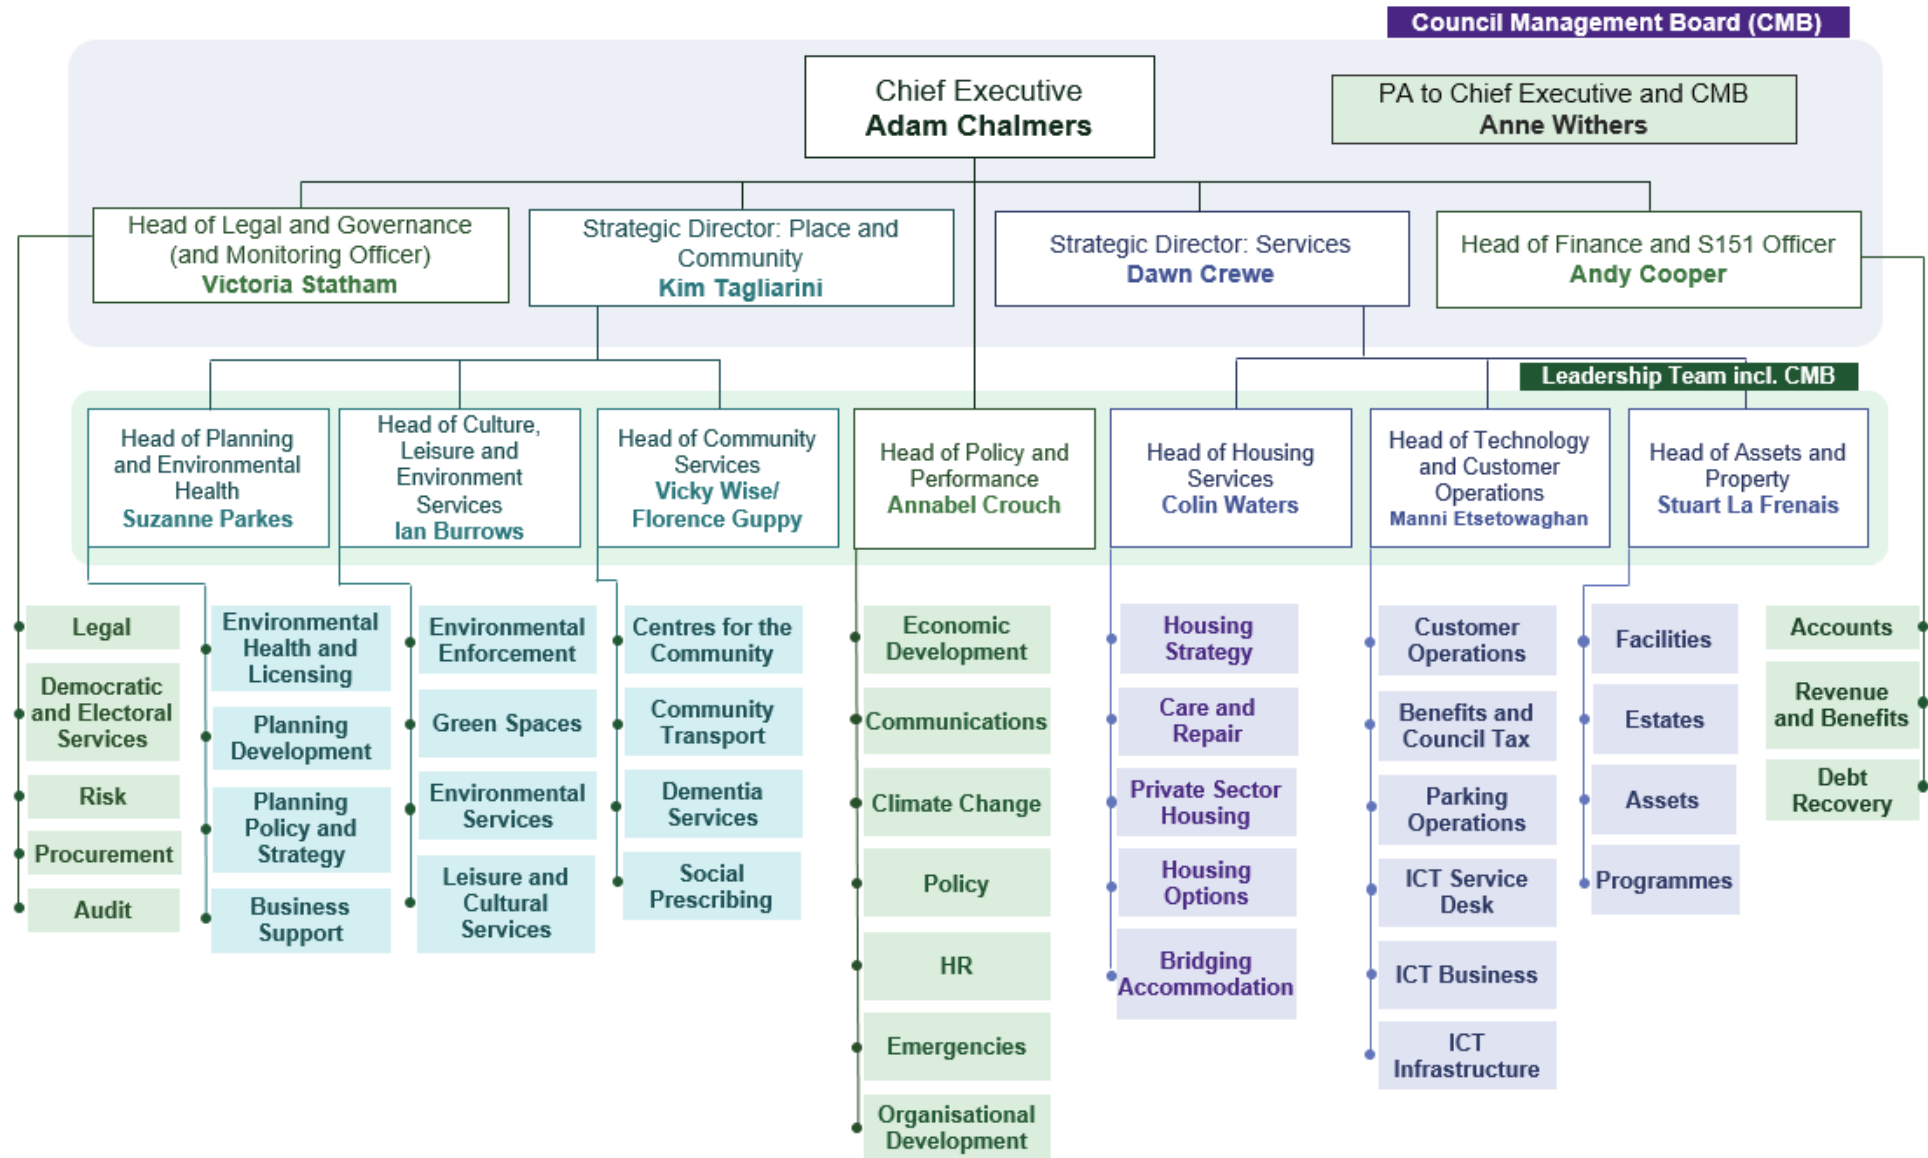 Council Management Board (CMB)
Chief Executive
Adam Chalmers
PA to Chief Executive and CMB
Anne Withers
Head of Legal and Governance
(and Monitoring Officer)
Victoria Statham
Strategic Director: Place and
Community
Kim Tagliarini
Strategic Director: Services
Dawn Crewe
Head of Finance and S151 Officer
Andy Cooper
Leadership Team incl. CMB
Head of Planning
and Environmental
Health
Suzanne Parkes
Head of Culture,
Leisure and
Environment
Services
Ian Burrows
Head of Community
Services
Vicky Wise/
Florence Guppy
Head of Policy and
Performance
Annabel Crouch
Head of Housing
Services
Colin Waters
Head of Technology
and Customer
Operations
Manni Etsetowaghan
Head of Assets and
Property
Stuart La Frenais
Legal
Democratic
and Electoral
Services
Risk
Procurement
Audit
Environmental
Health and
Licensing
Planning
Development
Planning
Policy and
Strategy
Business
Support
Environmental
Enforcement
Green Spaces
Environmental
Services
Leisure and
Cultural
Services
Centres for the
Community
Community
Transport
Dementia
Services
Social
Prescribing
Economic
Development
Communications
Climate Change
Policy
HR
Emergencies
Organisational
Development
Housing
Strategy
Care and
Repair
Private Sector
Housing
Housing
Options
Bridging
Accommodation
Customer
Operations
Benefits and
Council Tax
Parking
Operations
ICT Service
Desk
ICT Business
ICT
Infrastructure
Facilities
Estates
Assets
Programmes
Accounts
Revenue
and Benefits
Debt
Recovery